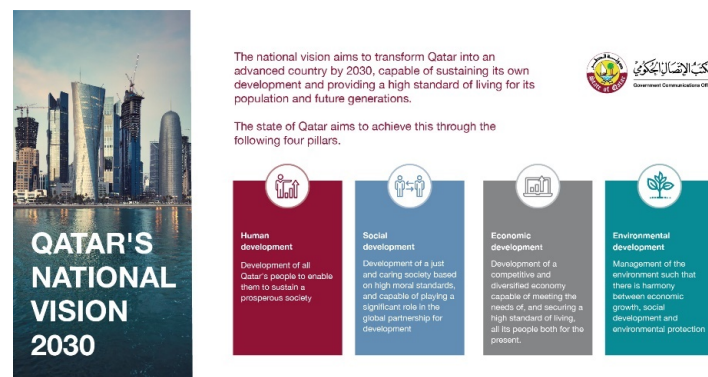 QATAR'S
NATIONAL
VISION
2030
The national vision aims to transform Qatar into an
advanced country by 2030, capable of sustaining its own
development and providing a high standard of living for its
population and future generations.
The state of Qatar aims to achieve this through the
following four pillars.
State of Qatar
مكتب الاتصال الحكومي
Government Communications Off
Human
development
Development of all
Qatar's people to enable
them to sustain a
prosperous society
Social
development
Development of a just
and caring society based
on high moral standards,
and capable of playing a
significant role in the
global partnership for
development
Economic
development
Development of a
competitive and
diversified economy
capable of meeting the
needs of, and securing a
high standard of living,
all its people both for the
present.
Environmental
development
Management of the
environment such that
there is harmony
between economic
growth, social
development and
environmental protection